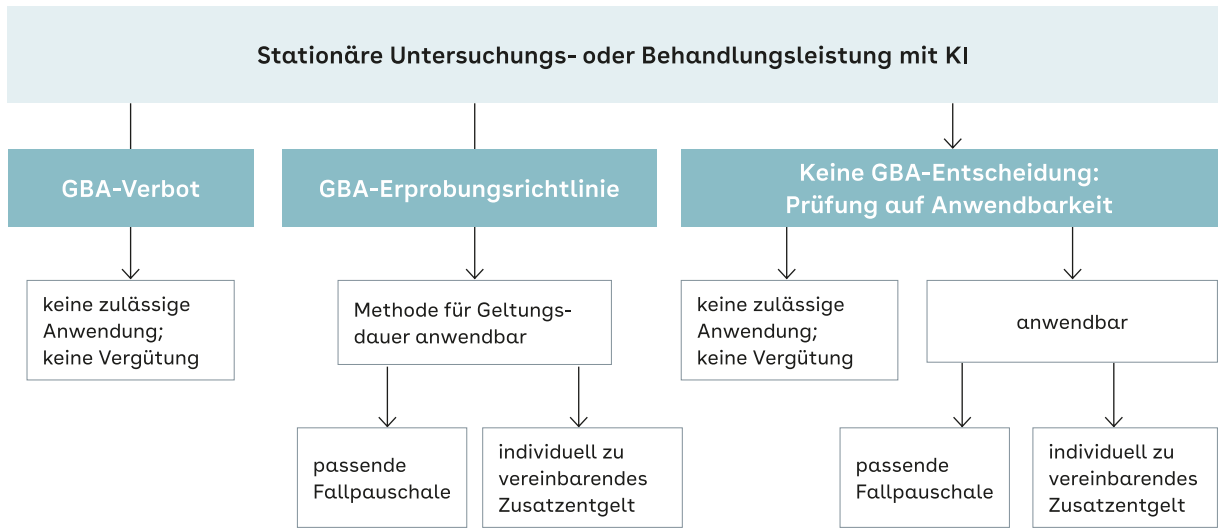 Stationäre Untersuchungs- oder Behandlungsleistung mit KI
GBA-Verbot
GBA-Erprobungsrichtlinie
Keine GBA-Entscheidung:
Prüfung auf Anwendbarkeit
keine zulässige
Anwendung;
keine Vergütung
Methode für Geltungs-
dauer anwendbar
keine zulässige
Anwendung;
keine Vergütung
anwendbar
passende
Fallpauschale
individuell zu
vereinbarendes
Zusatzentgelt
passende
Fallpauschale
individuell zu
vereinbarendes
Zusatzentgelt